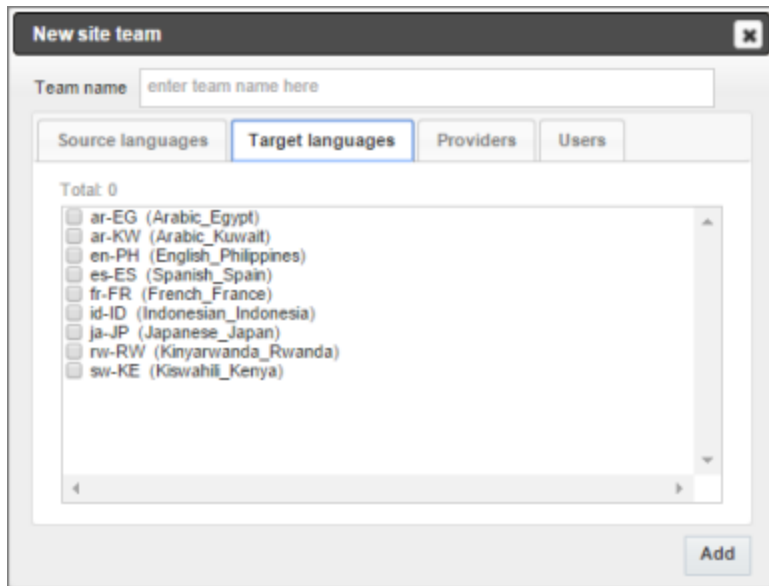 New site team
Team name enter team name here
Source languages Target languages Providers Users
Total: 0
ar-EG (Arabic_Egypt)
ar-KW (Arabic_Kuwait)
en-PH (English_Philippines)
es-ES (Spanish_Spain)
fr-FR (French_France)
id-ID (Indonesian_Indonesia)
ja-JP (Japanese_Japan)
rw-RW (Kinyarwanda_Rwanda)
sw-KE (Kiswahili_Kenya)
Add